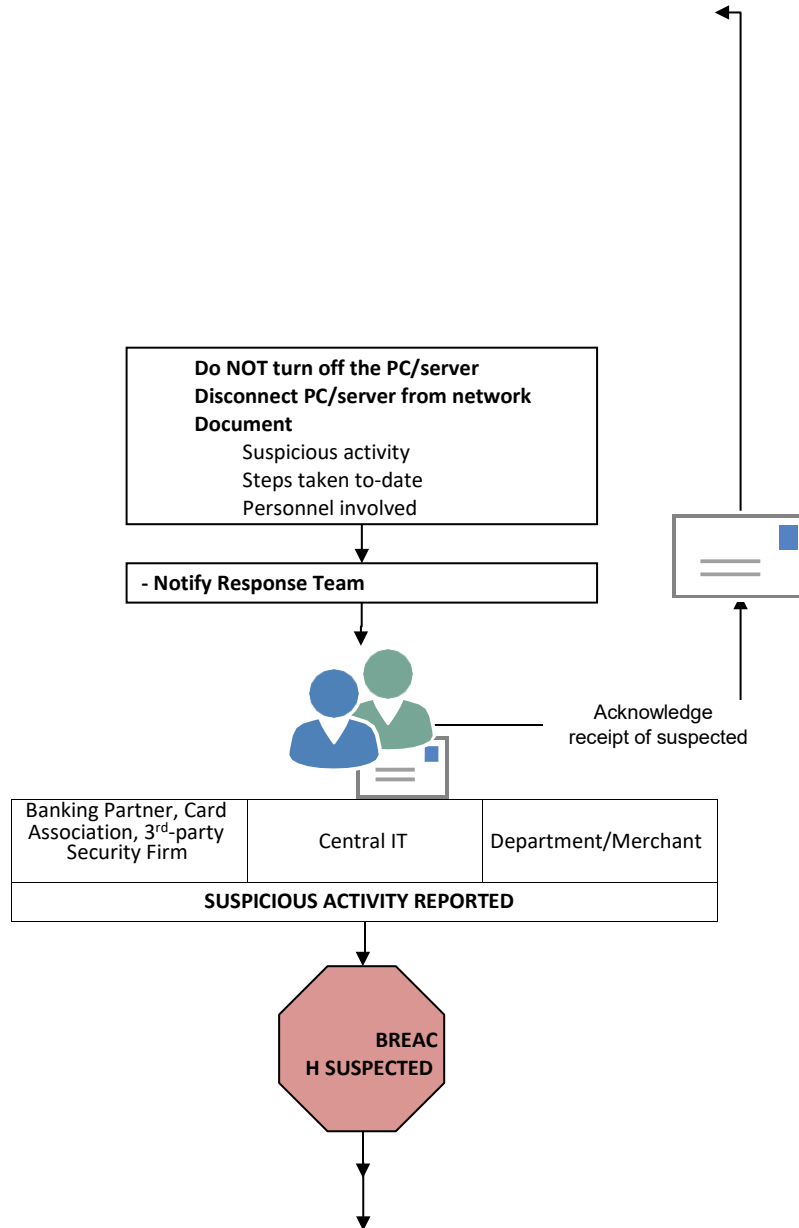 Do NOT turn off the PC/server
Disconnect PC/server from network
Document
Suspicious activity
Steps taken to-date
Personnel involved
- Notify Response Team
Acknowledge
receipt of suspected
Banking Partner, Card
Association, 3rd-party
Security Firm
Central IT
Department/Merchant
SUSPICIOUS ACTIVITY REPORTED
BREAC
H SUSPECTED